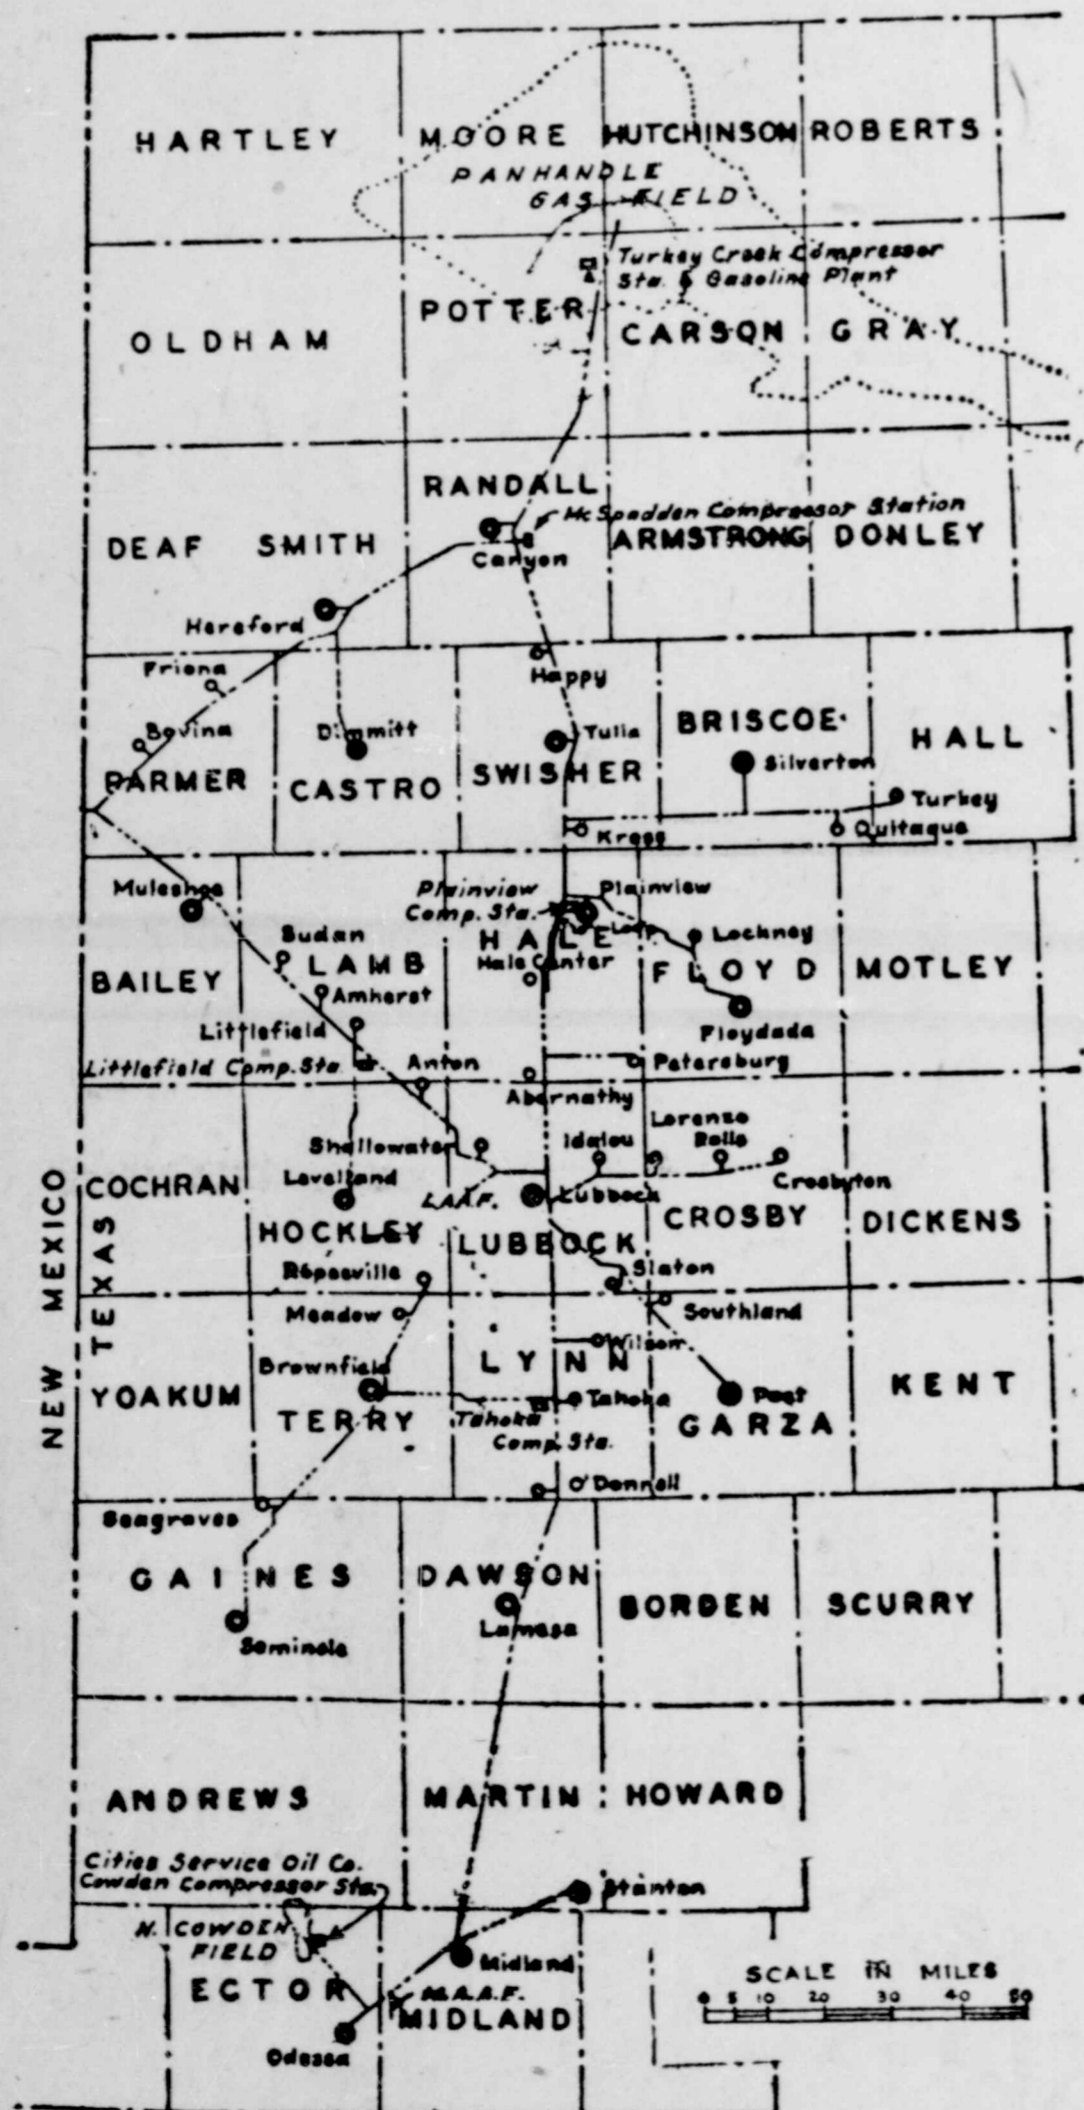 HARTLEY
MOORE
HUTCHINSON
ROBERTS
PANHANDLE
GAS FIELD
Turkey Creek Compressor
Sta. & Gasoline Plant
OLDHAM
POTTER
CARSON
GRAY
RANDALL
McSpadden Compressor Station
DEAF SMITH
Canyon
ARMSTRONG
DONLEY
Hereford
Friona
Happy
Bovina
Dimmitt
Tulia
BRISCOE
HALL
PARMER
CASTRO
SWISHER
Silverton
Turkey
Kress
Quitaque
Muleshoe
Plainview
Comp. Sta.
Plainview
Sudan
HALE
Loop
Lockney
BAILEY
LAMB
Hale Center
FLOYD
MOTLEY
Amherst
Littlefield
Floydada
Littlefield Comp. Sta.
Anton
Petersburg
Abernathy
Lorenzo
Shallowater
Idalou
Ralls
COCHRAN
Levelland
L.A.A.F.
Lubbock
Crosbyton
HOCKLEY
LUBBOCK
CROSBY
DICKENS
NEW MEXICO
TEXAS
Ropesville
Slaton
Meadow
Southland
Wilson
Brownfield
LYNN
YOAKUM
Tahoka
Post
KENT
TERRY
Tahoka
Comp. Sta.
GARZA
O'Donnell
Seagraves
GAINES
DAWSON
BORDEN
SCURRY
Lamesa
Seminole
ANDREWS
MARTIN
HOWARD
Cities Service Oil Co.
Cowden Compressor Sta.
Stanton
N. COWDEN
FIELD
Midland
ECTOR
M.A.A.F.
MIDLAND
Odessa
SCALE IN MILES
0 5 10 20 30 40 50